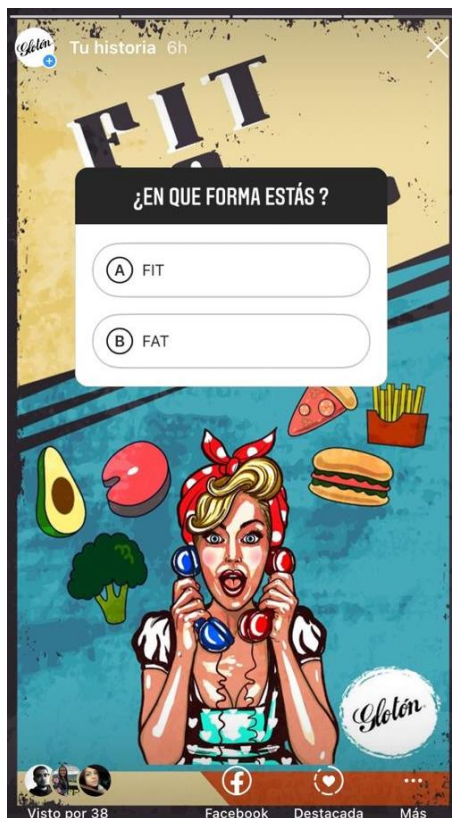 Glotón
Tu historia 6h
FIT
¿EN QUE FORMA ESTÁS ?
A FIT
B FAT
Glotón
Visto por 38 Facebook Destacada Más